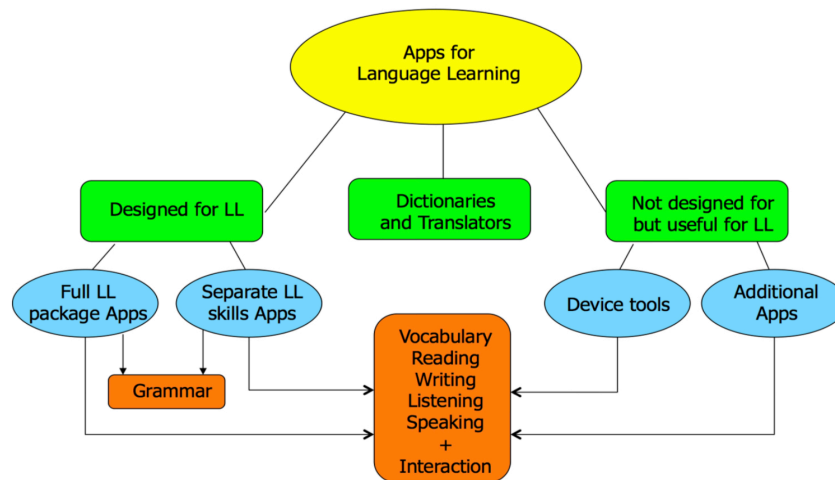 Apps for
Language Learning
Designed for LL
Dictionaries
and Translators
Not designed for
but useful for LL
Full LL
package Apps
Separate LL
skills Apps
Device tools
Additional
Apps
Grammar
Vocabulary
Reading
Writing
Listening
Speaking
+
Interaction